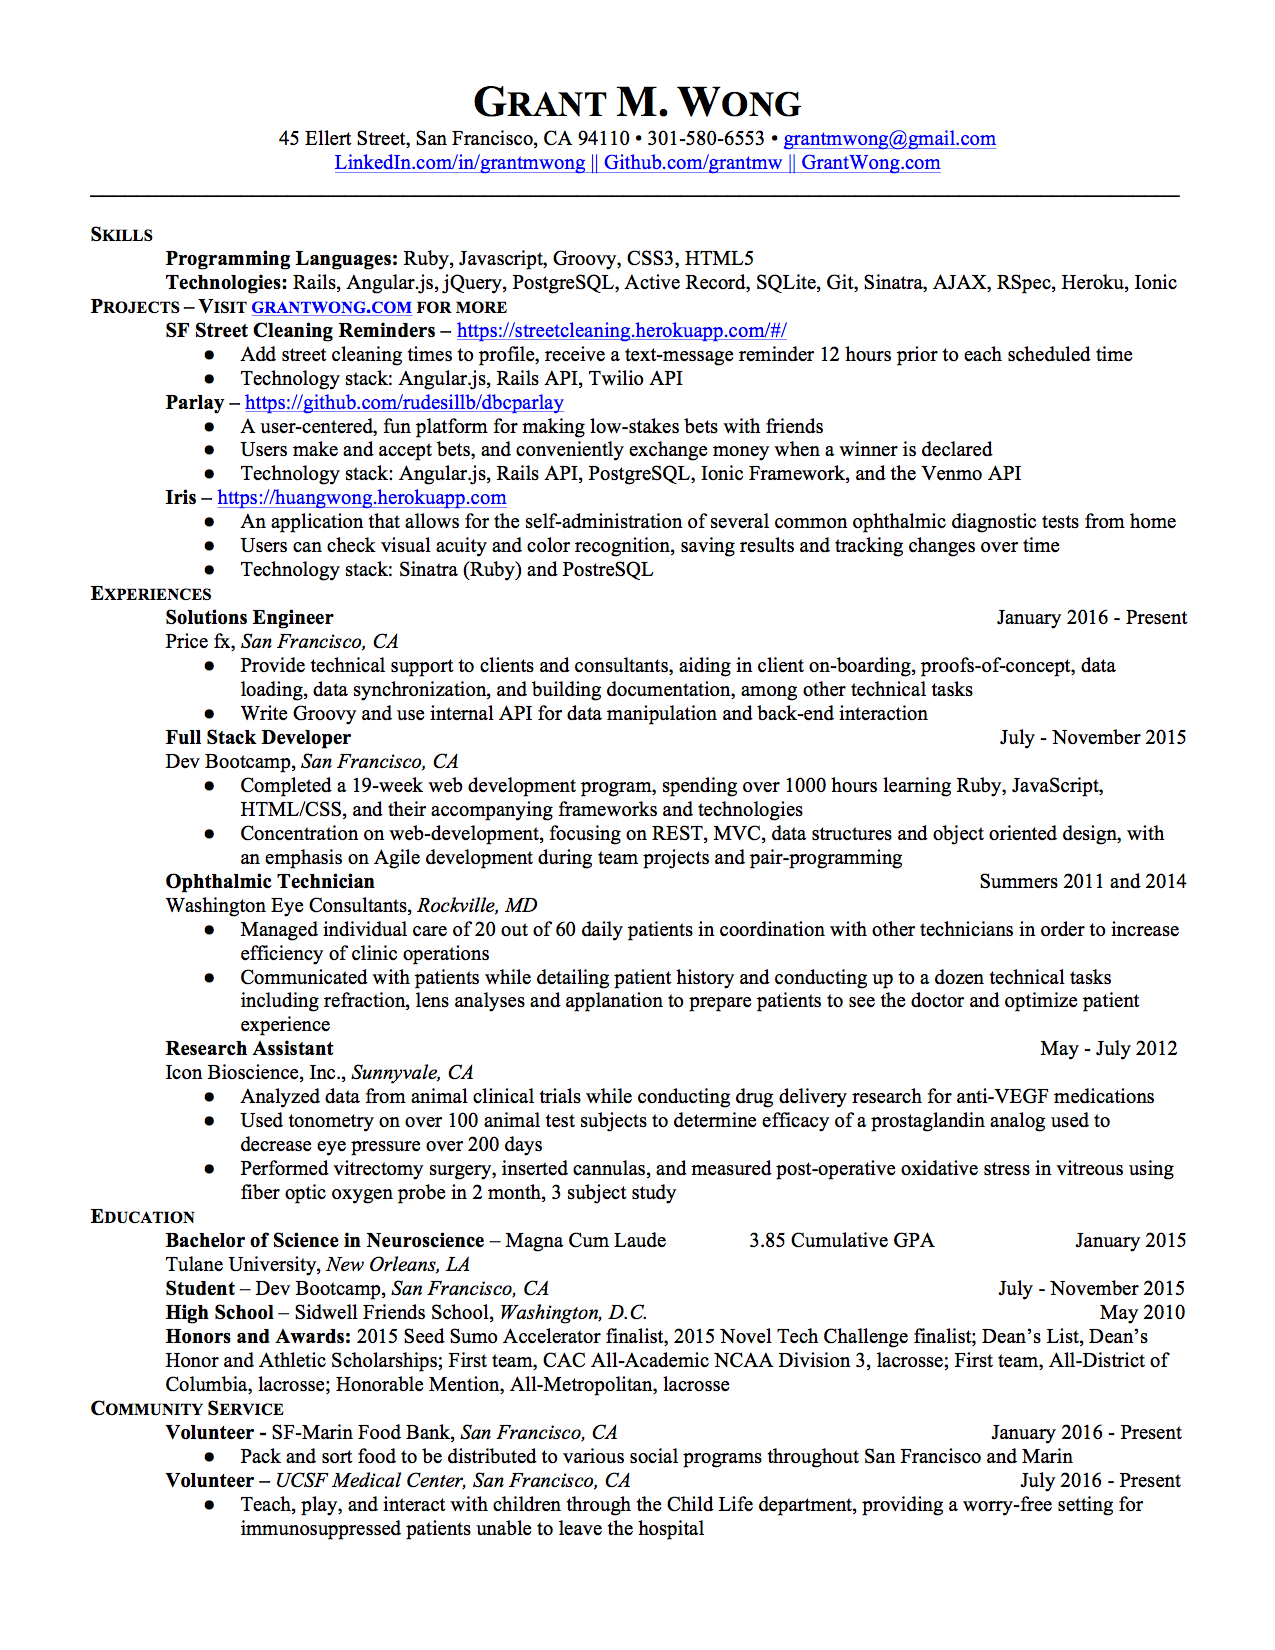 GRANT M. WONG
45 Ellert Street, San Francisco, CA 94110 • 301-580-6553 • grantmwong@gmail.com
LinkedIn.com/in/grantmwong || Github.com/grantmw || GrantWong.com
SKILLS
Programming Languages: Ruby, Javascript, Groovy, CSS3, HTML5
Technologies: Rails, Angular.js, jQuery, PostgreSQL, Active Record, SQLite, Git, Sinatra, AJAX, RSpec, Heroku, Ionic
PROJECTS – VISIT GRANTWONG.COM FOR MORE
SF Street Cleaning Reminders – https://streetcleaning.herokuapp.com/#/
● Add street cleaning times to profile, receive a text-message reminder 12 hours prior to each scheduled time
● Technology stack: Angular.js, Rails API, Twilio API
Parlay – https://github.com/rudesillb/dbcparlay
● A user-centered, fun platform for making low-stakes bets with friends
● Users make and accept bets, and conveniently exchange money when a winner is declared
● Technology stack: Angular.js, Rails API, PostgreSQL, Ionic Framework, and the Venmo API
Iris – https://huangwong.herokuapp.com
● An application that allows for the self-administration of several common ophthalmic diagnostic tests from home
● Users can check visual acuity and color recognition, saving results and tracking changes over time
● Technology stack: Sinatra (Ruby) and PostreSQL
EXPERIENCES
Solutions Engineer January 2016 - Present
Price fx, San Francisco, CA
● Provide technical support to clients and consultants, aiding in client on-boarding, proofs-of-concept, data
loading, data synchronization, and building documentation, among other technical tasks
● Write Groovy and use internal API for data manipulation and back-end interaction
Full Stack Developer July - November 2015
Dev Bootcamp, San Francisco, CA
● Completed a 19-week web development program, spending over 1000 hours learning Ruby, JavaScript,
HTML/CSS, and their accompanying frameworks and technologies
● Concentration on web-development, focusing on REST, MVC, data structures and object oriented design, with
an emphasis on Agile development during team projects and pair-programming
Ophthalmic Technician Summers 2011 and 2014
Washington Eye Consultants, Rockville, MD
● Managed individual care of 20 out of 60 daily patients in coordination with other technicians in order to increase
efficiency of clinic operations
● Communicated with patients while detailing patient history and conducting up to a dozen technical tasks
including refraction, lens analyses and applanation to prepare patients to see the doctor and optimize patient
experience
Research Assistant May - July 2012
Icon Bioscience, Inc., Sunnyvale, CA
● Analyzed data from animal clinical trials while conducting drug delivery research for anti-VEGF medications
● Used tonometry on over 100 animal test subjects to determine efficacy of a prostaglandin analog used to
decrease eye pressure over 200 days
● Performed vitrectomy surgery, inserted cannulas, and measured post-operative oxidative stress in vitreous using
fiber optic oxygen probe in 2 month, 3 subject study
EDUCATION
Bachelor of Science in Neuroscience – Magna Cum Laude 3.85 Cumulative GPA January 2015
Tulane University, New Orleans, LA
Student – Dev Bootcamp, San Francisco, CA July - November 2015
High School – Sidwell Friends School, Washington, D.C. May 2010
Honors and Awards: 2015 Seed Sumo Accelerator finalist, 2015 Novel Tech Challenge finalist; Dean’s List, Dean’s
Honor and Athletic Scholarships; First team, CAC All-Academic NCAA Division 3, lacrosse; First team, All-District of
Columbia, lacrosse; Honorable Mention, All-Metropolitan, lacrosse
COMMUNITY SERVICE
Volunteer - SF-Marin Food Bank, San Francisco, CA January 2016 - Present
● Pack and sort food to be distributed to various social programs throughout San Francisco and Marin
Volunteer – UCSF Medical Center, San Francisco, CA July 2016 - Present
● Teach, play, and interact with children through the Child Life department, providing a worry-free setting for
immunosuppressed patients unable to leave the hospital